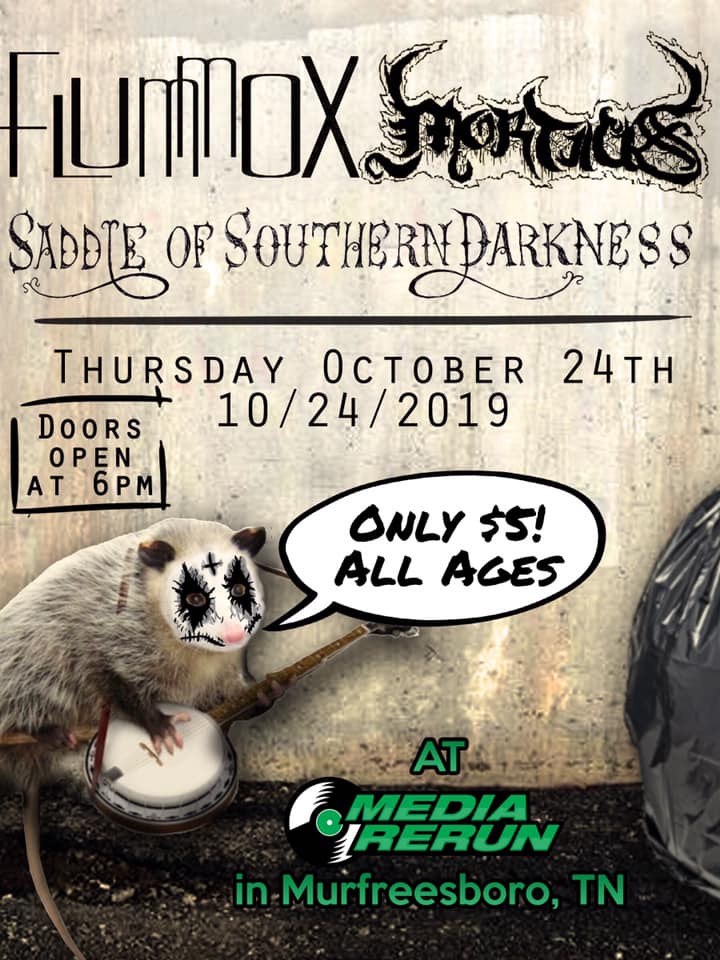 Flummox
Morticus
Saddle of Southern Darkness
Thursday October 24th
10/24/2019
Doors
open
at 6pm
Only $5!
All Ages
AT
MEDIA
RERUN
in Murfreesboro, TN